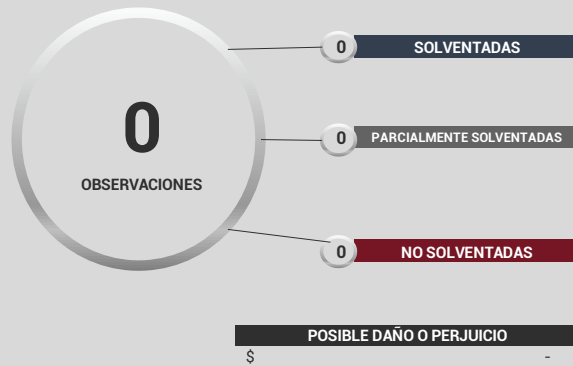 0
OBSERVACIONES
0 SOLVENTADAS
0 PARCIALMENTE SOLVENTADAS
0 NO SOLVENTADAS
POSIBLE DAÑO O PERJUICIO
$ -